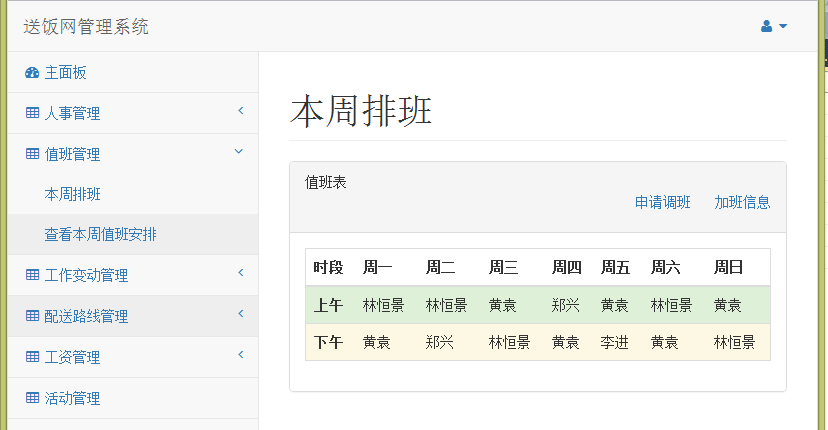 送饭网管理系统
主面板
人事管理
值班管理
本周排班
查看本周值班安排
工作变动管理
配送路线管理
工资管理
活动管理
本周排班
值班表
申请调班 加班信息
时段 周一 周二 周三 周四 周五 周六 周日
上午 林恒景 林恒景 黄袁 郑兴 黄袁 林恒景 黄袁
下午 黄袁 郑兴 林恒景 黄袁 李进 黄袁 林恒景